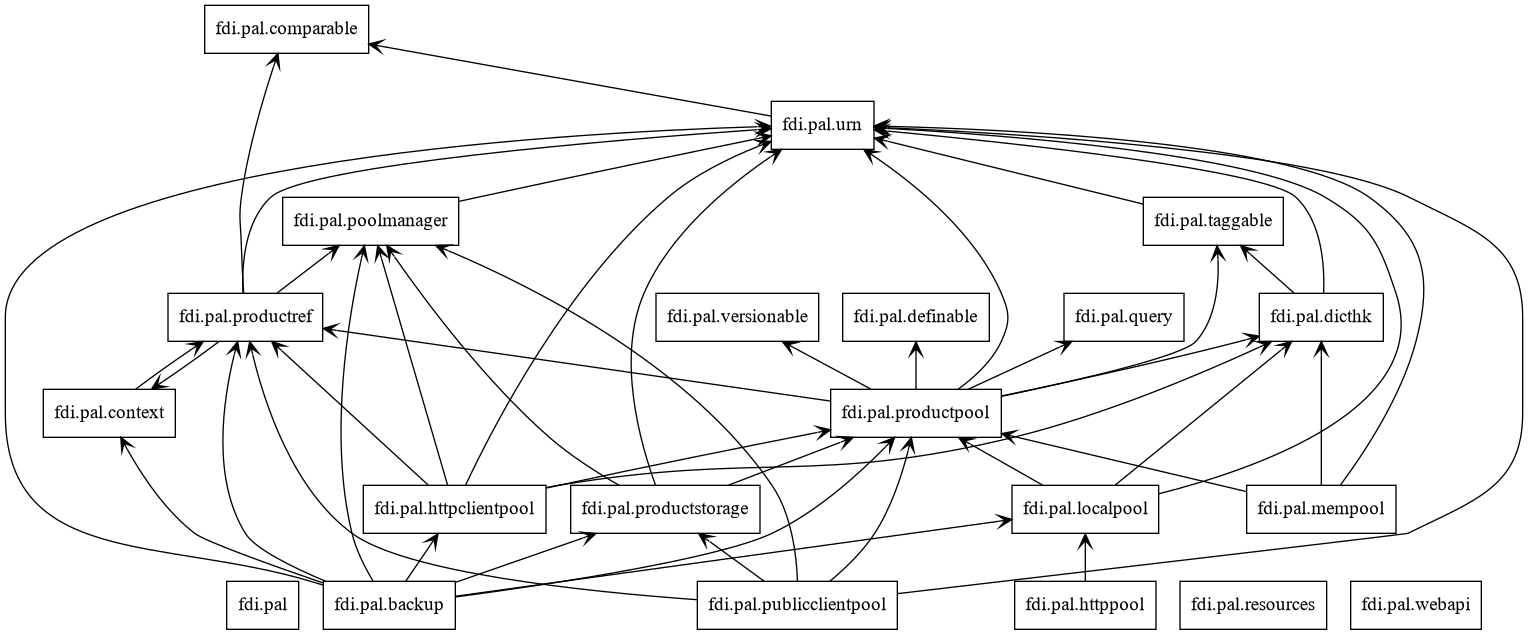 fdi.pal.comparable
fdi.pal.urn
fdi.pal.poolmanager
fdi.pal.taggable
fdi.pal.productref
fdi.pal.versionable
fdi.pal.definable
fdi.pal.query
fdi.pal.dicthk
fdi.pal.context
fdi.pal.productpool
fdi.pal.httpclientpool
fdi.pal.productstorage
fdi.pal.localpool
fdi.pal.mempool
fdi.pal
fdi.pal.backup
fdi.pal.publicclientpool
fdi.pal.httppool
fdi.pal.resources
fdi.pal.webapi